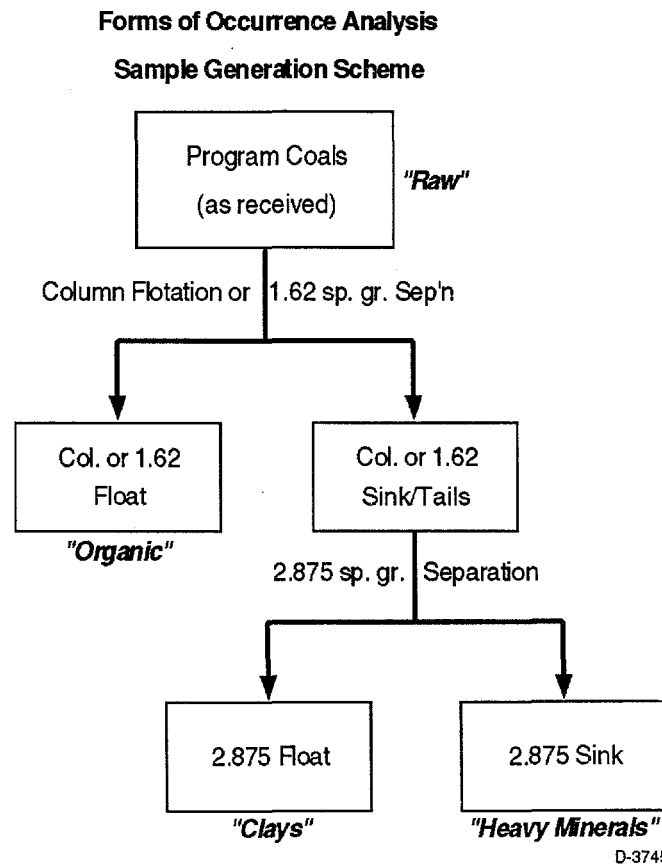 Forms of Occurrence Analysis
Sample Generation Scheme
Program Coals
(as received)
"Raw"
Column Flotation or 1.62 sp. gr. Sep'n
Col. or 1.62
Float
"Organic"
Col. or 1.62
Sink/Tails
2.875 sp. gr. Separation
2.875 Float
"Clays"
2.875 Sink
"Heavy Minerals"
D-3745